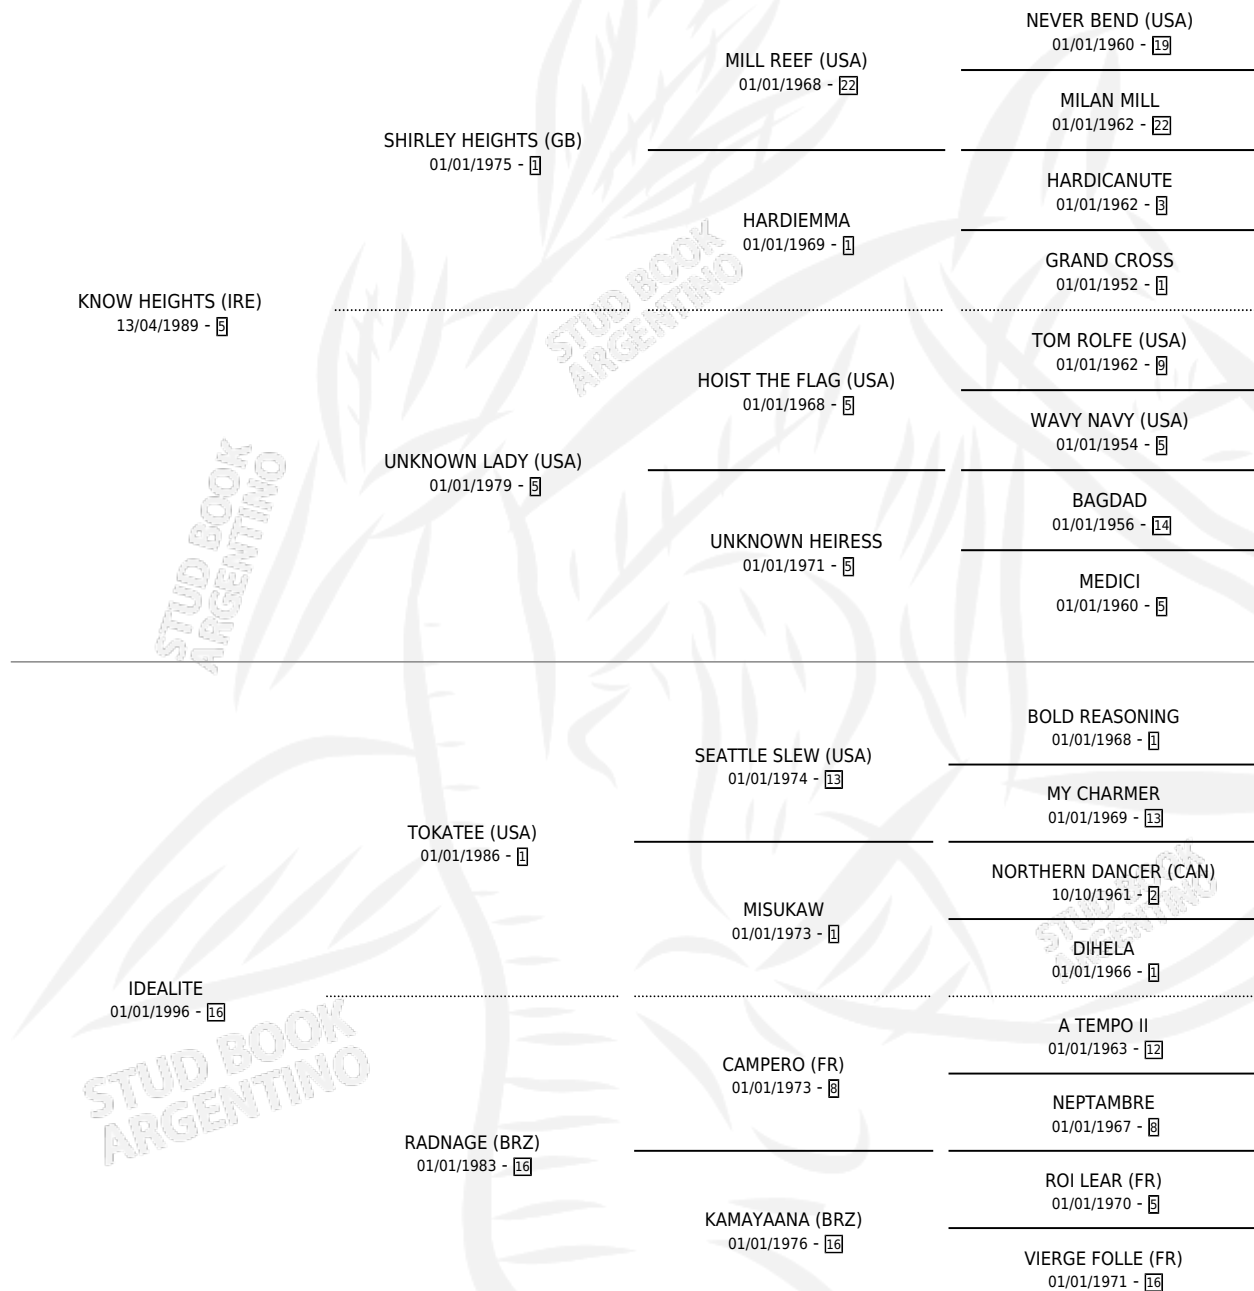 NEVER BEND (USA)
01/01/1960 - 19
MILL REEF (USA)
01/01/1968 - 22
MILAN MILL
01/01/1962 - 22
SHIRLEY HEIGHTS (GB)
01/01/1975 - 1
HARDICANUTE
01/01/1962 - 3
HARDIEMMA
01/01/1969 - 1
GRAND CROSS
01/01/1952 - 1
KNOW HEIGHTS (IRE)
13/04/1989 - 5
TOM ROLFE (USA)
01/01/1962 - 9
HOIST THE FLAG (USA)
01/01/1968 - 5
WAVY NAVY (USA)
01/01/1954 - 5
UNKNOWN LADY (USA)
01/01/1979 - 5
BAGDAD
01/01/1956 - 14
UNKNOWN HEIRESS
01/01/1971 - 5
MEDICI
01/01/1960 - 5
BOLD REASONING
01/01/1968 - 1
SEATTLE SLEW (USA)
01/01/1974 - 13
MY CHARMER
01/01/1969 - 13
TOKATEE (USA)
01/01/1986 - 1
NORTHERN DANCER (CAN)
10/10/1961 - 2
MISUKAW
01/01/1973 - 1
DIHELA
01/01/1966 - 1
IDEALITE
01/01/1996 - 16
A TEMPO II
01/01/1963 - 12
CAMPERO (FR)
01/01/1973 - 8
NEPTAMBRE
01/01/1967 - 8
RADNAGE (BRZ)
01/01/1983 - 16
ROI LEAR (FR)
01/01/1970 - 5
KAMAYAANA (BRZ)
01/01/1976 - 16
VIERGE FOLLE (FR)
01/01/1971 - 16
STUD BOOK
ARGENTINO
STUD BOOK
ARGENTINO
STUD BOOK
ARGENTINO
STUD BOOK
ARGENTINO